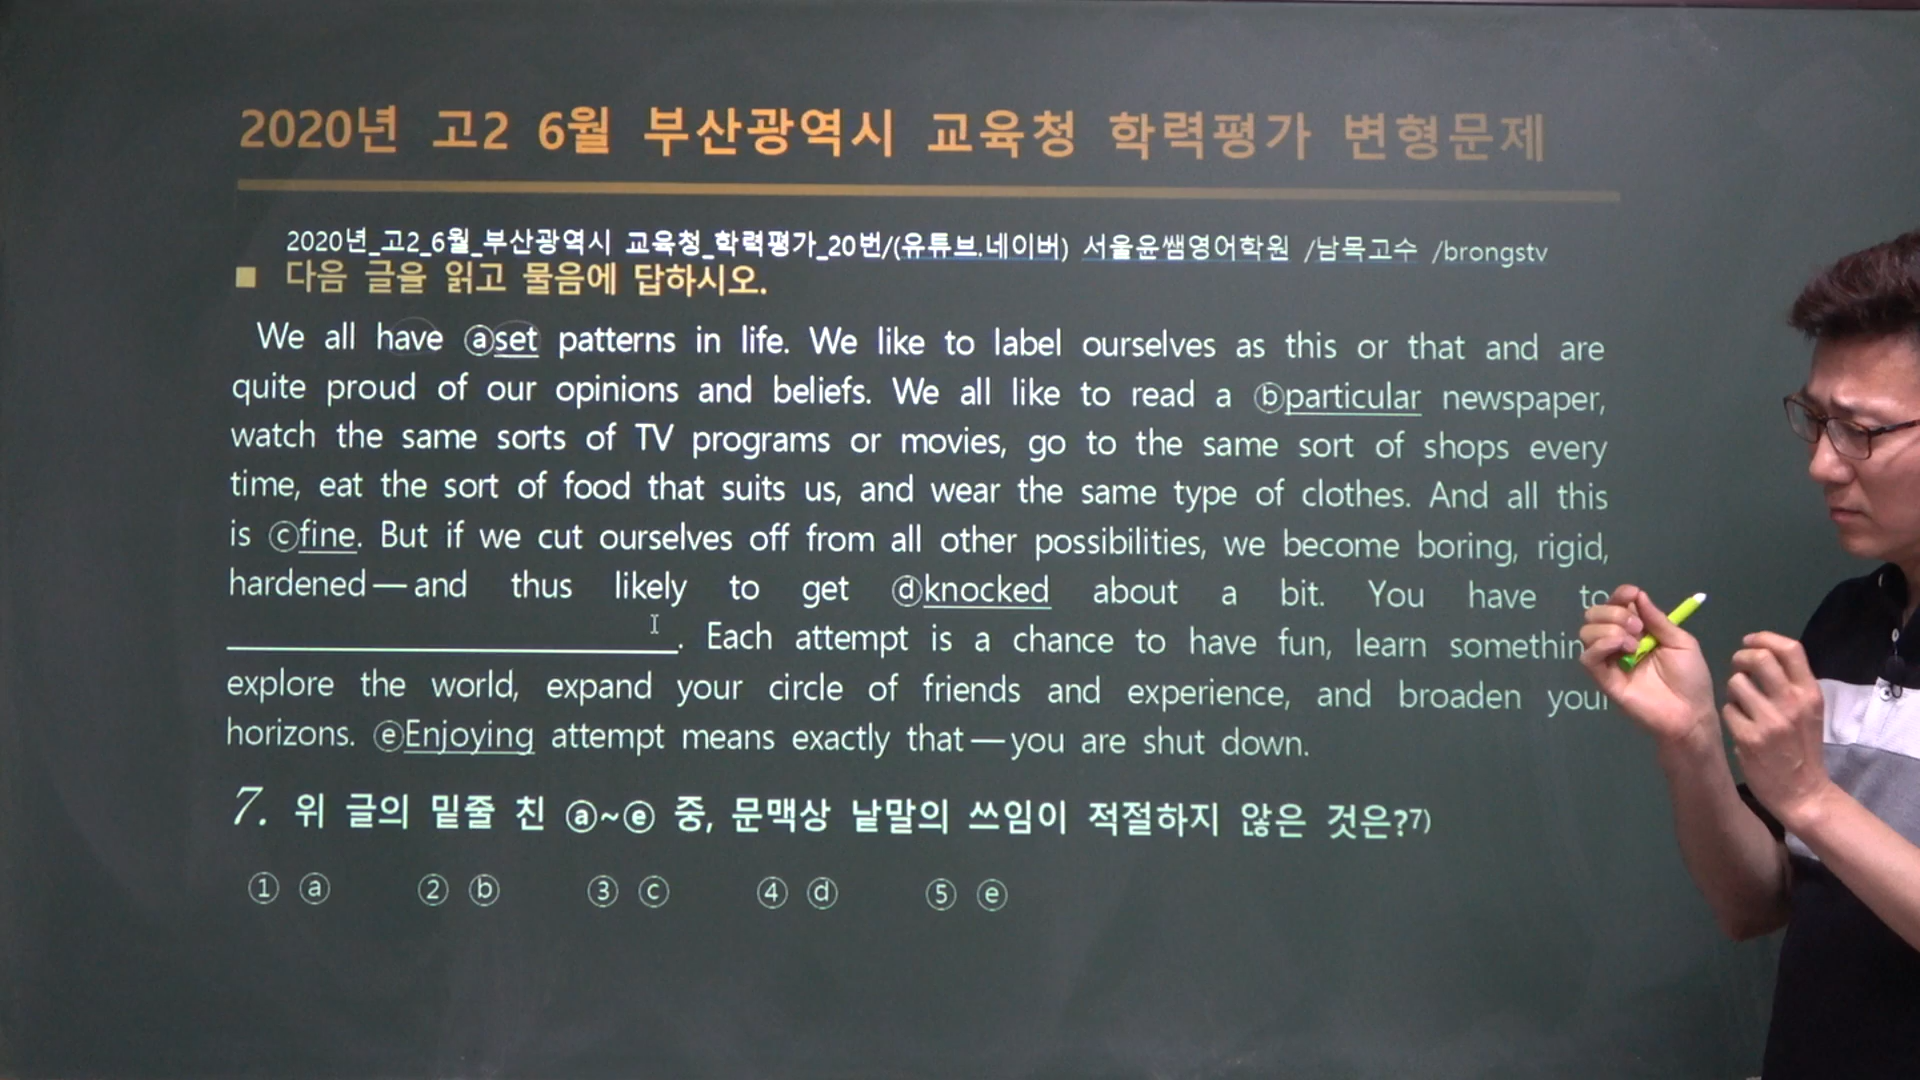 2020년 고2 6월 부산광역시 교육청 학력평가 변형문제
2020년_고2_6월_부산광역시 교육청_학력평가_20번/(유튜브.네이버) 서울윤쌤영어학원 /남목고수 /brongstv
■ 다음 글을 읽고 물음에 답하시오.
We all have ⓐset patterns in life. We like to label ourselves as this or that and are
quite proud of our opinions and beliefs. We all like to read a ⓑparticular newspaper,
watch the same sorts of TV programs or movies, go to the same sort of shops every
time, eat the sort of food that suits us, and wear the same type of clothes. And all this
is ⓒfine. But if we cut ourselves off from all other possibilities, we become boring, rigid,
hardened — and thus likely to get ⓓknocked about a bit. You have to
. Each attempt is a chance to have fun, learn somethin
explore the world, expand your circle of friends and experience, and broaden your
horizons. ⓔEnjoying attempt means exactly that — you are shut down.
7. 위 글의 밑줄 친 ⓐ~ⓔ 중, 문맥상 낱말의 쓰임이 적절하지 않은 것은?7)
① ⓐ ② ⓑ ③ ⓒ ④ ⓓ ⑤ ⓔ